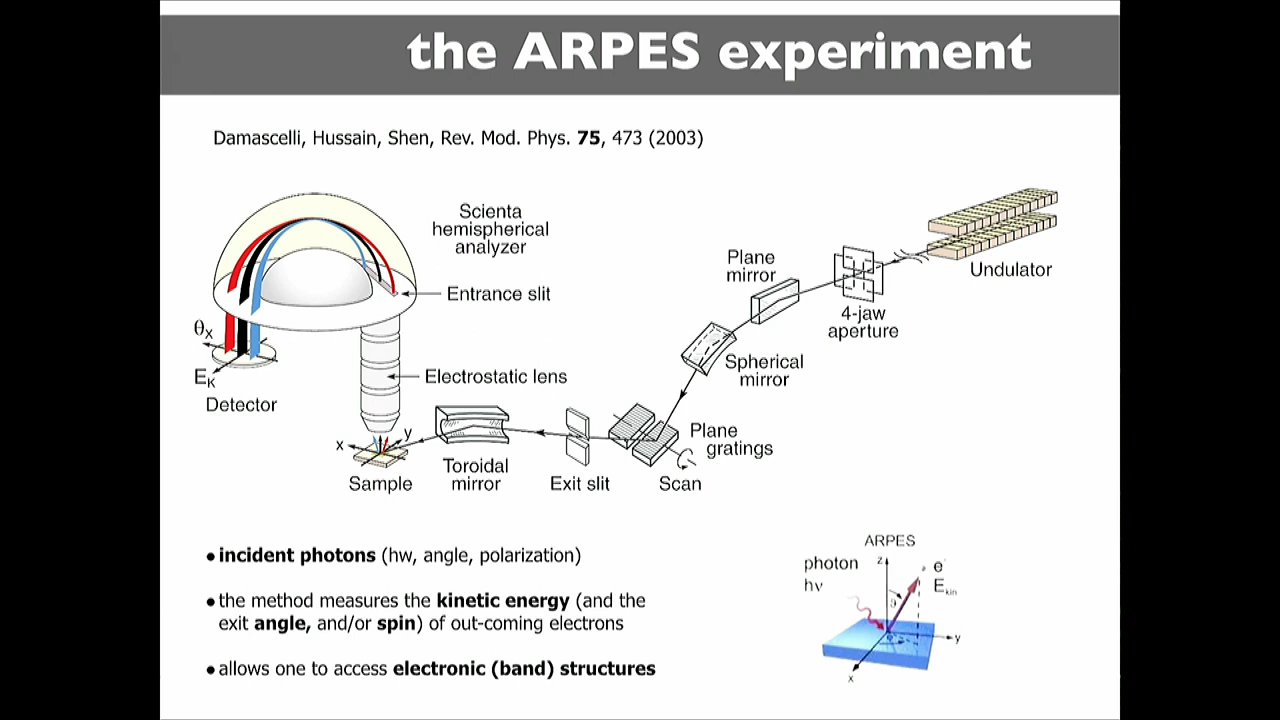 the ARPES experiment
Damascelli, Hussain, Shen, Rev. Mod. Phys. 75, 473 (2003)
Scienta
hemispherical
analyzer
Entrance slit
θX
EK
Detector
Electrostatic lens
x
y
Sample
Toroidal
mirror
Exit slit
Scan
Plane
gratings
Spherical
mirror
Plane
mirror
4-jaw
aperture
Undulator
•incident photons (hw, angle, polarization)
•the method measures the kinetic energy (and the
exit angle, and/or spin) of out-coming electrons
•allows one to access electronic (band) structures
ARPES
photon
hν
z
e-
Ekin
ϑ
φ
y
x